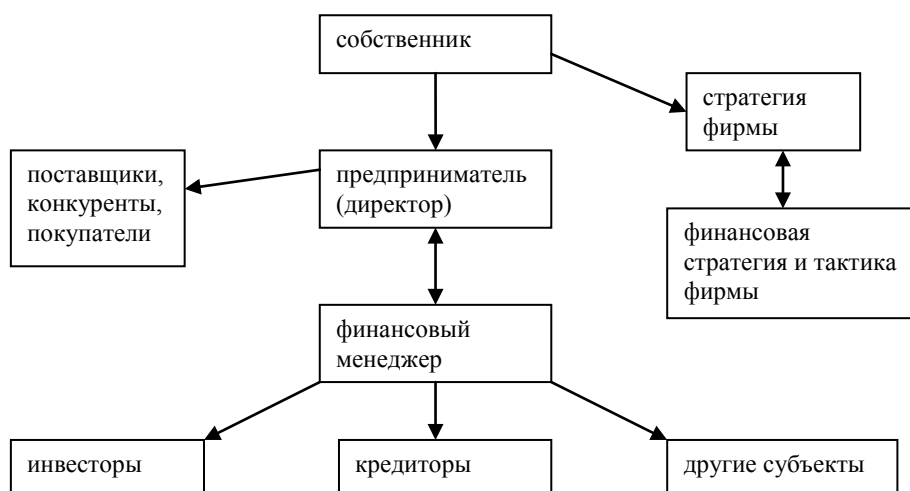 собственник
стратегия
фирмы
поставщики,
конкуренты,
покупатели
предприниматель
(директор)
финансовая
стратегия и тактика
фирмы
финансовый
менеджер
инвесторы
кредиторы
другие субъекты